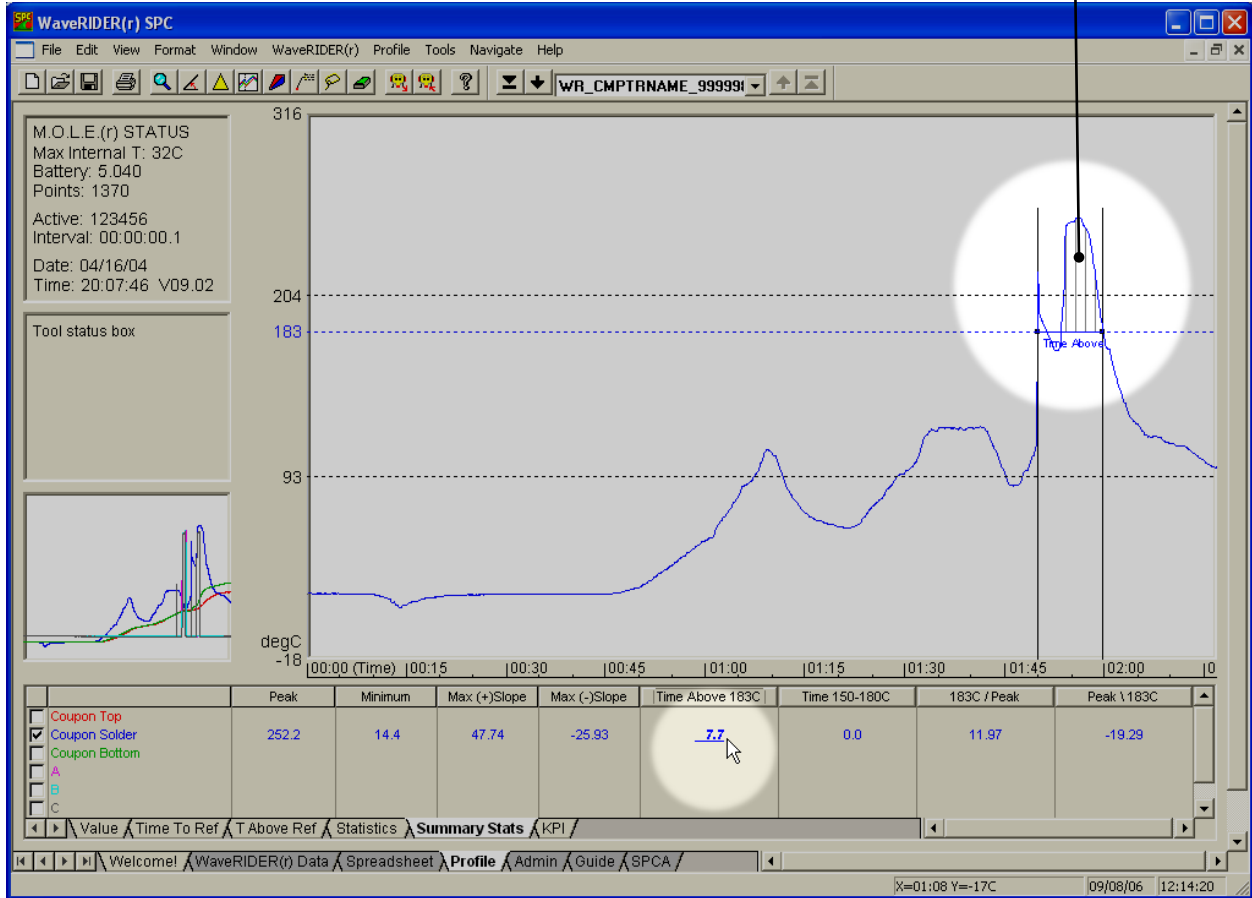 WaveRIDER(r) SPC
File Edit View Format Window WaveRIDER(r) Profile Tools Navigate Help
WR_CMPTRNAME_999999
M.O.L.E.(r) STATUS
Max Internal T: 32C
Battery: 5.040
Points: 1370
Active: 123456
Interval: 00:00:00.1
Date: 04/16/04
Time: 20:07:46 V09.02
Tool status box
316
204
183
93
degC
-18
Time Above
00:00 (Time) 00:15 00:30 00:45 01:00 01:15 01:30 01:45 02:00 0
Peak Minimum Max (+)Slope Max (-)Slope Time Above 183C Time 150-180C 183C / Peak Peak \ 183C
Coupon Top
Coupon Solder 252.2 14.4 47.74 -25.93 7.7 0.0 11.97 -19.29
Coupon Bottom
A
B
C
Value Time To Ref T Above Ref Statistics Summary Stats KPI
Welcome! WaveRIDER(r) Data Spreadsheet Profile Admin Guide SPCA
X=01:08 Y=-17C 09/08/06 12:14:20